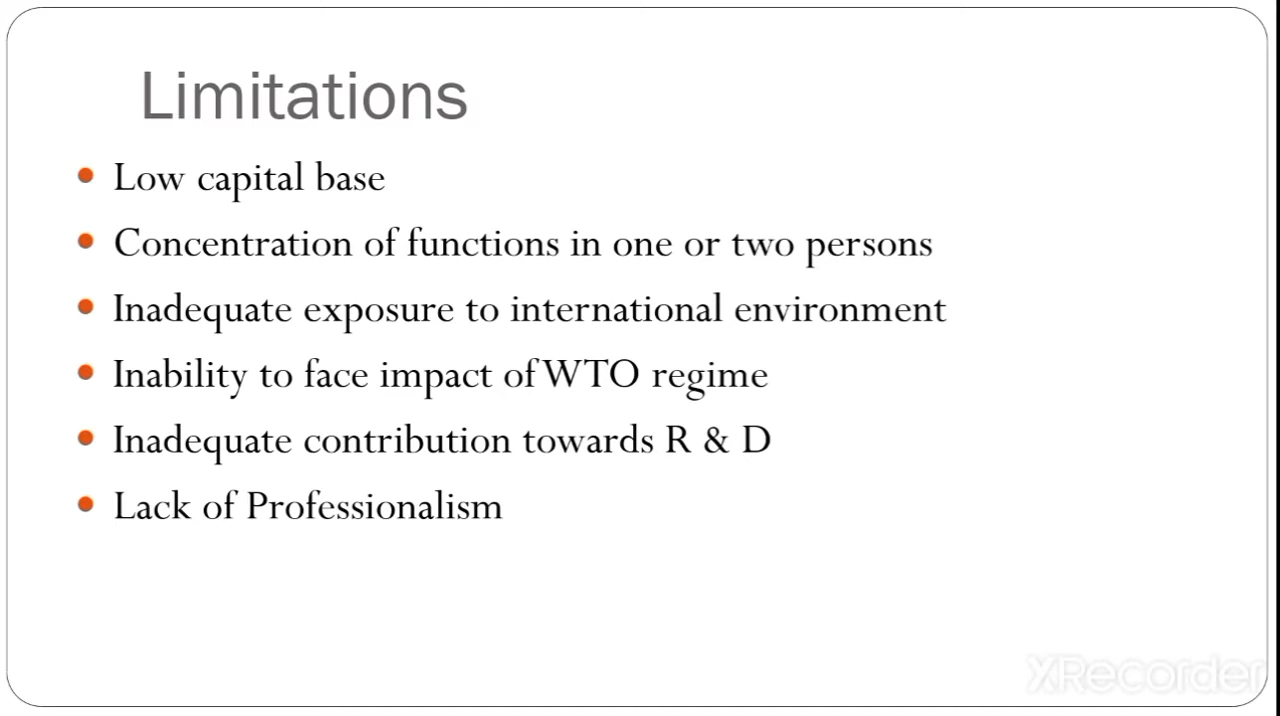 Limitations
Low capital base
Concentration of functions in one or two persons
Inadequate exposure to international environment
Inability to face impact of WTO regime
Inadequate contribution towards R & D
Lack of Professionalism
XRecorder